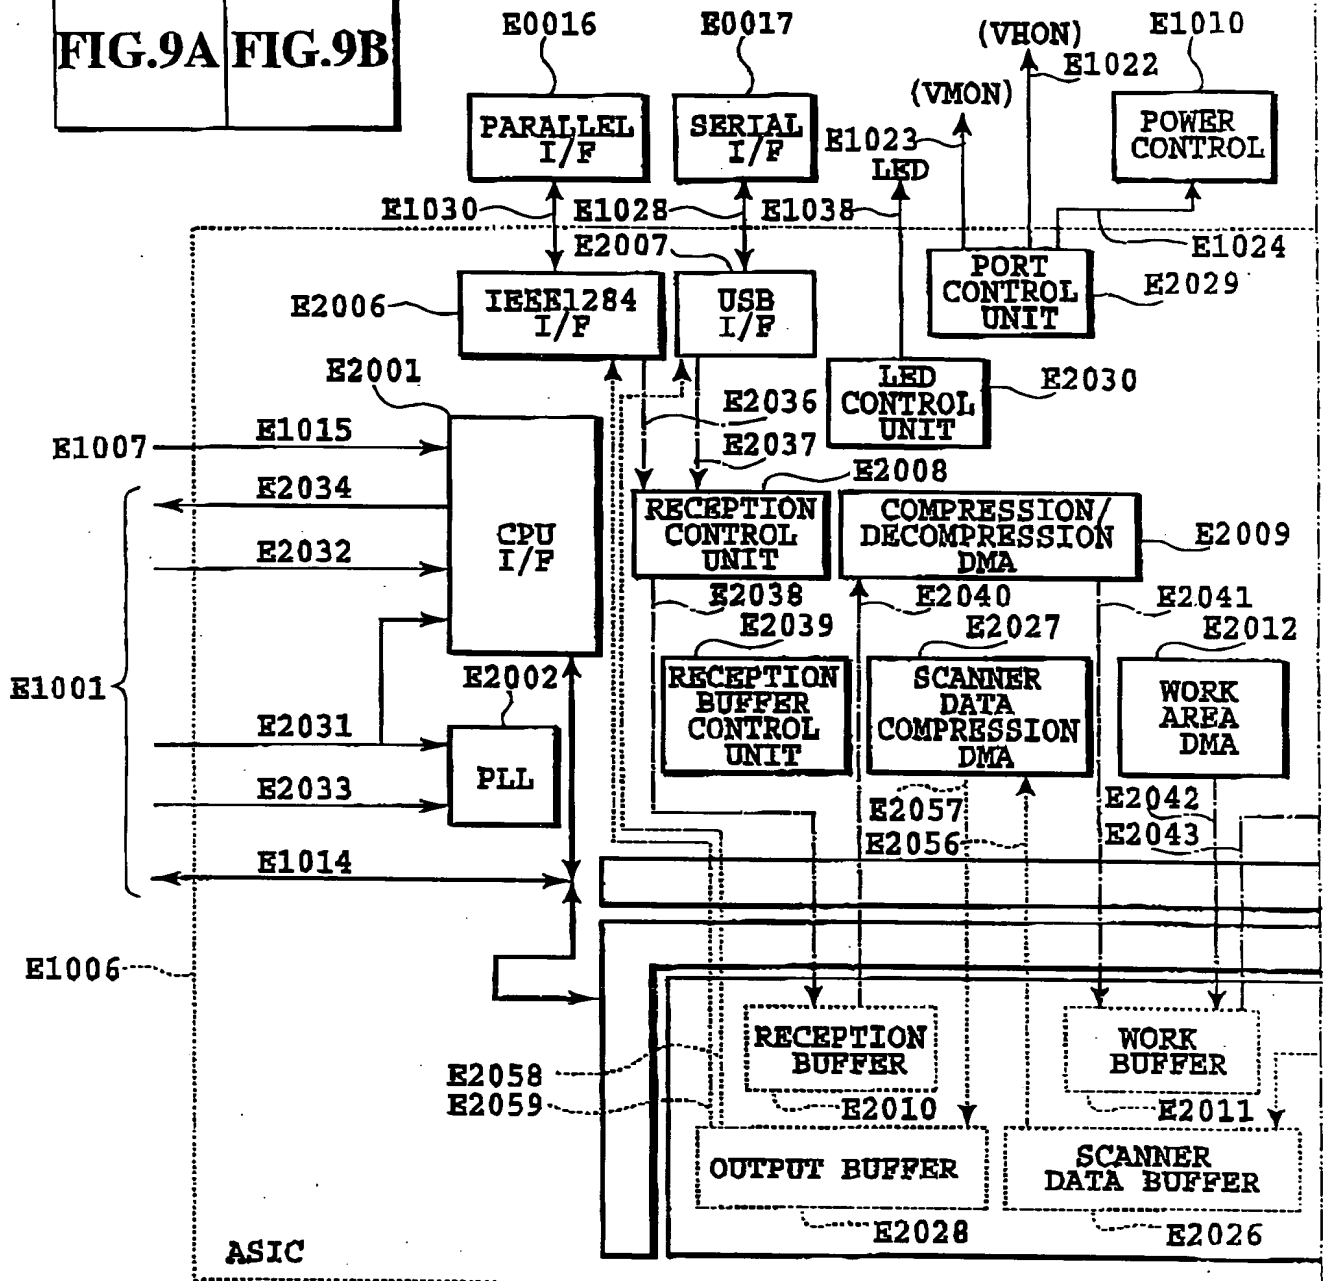 FIG.9A FIG.9B
E0016
E0017
(VHON)
E1010
E1022
(VMON)
PARALLEL
I/F
SERIAL
I/F
E1023
LED
POWER
CONTROL
E1030
E1028
E1038
E2007
E1024
E2006
IEEE1284
I/F
USB
I/F
PORT
CONTROL
UNIT
E2029
E2001
LED
CONTROL
UNIT
E2030
E2036
E2037
E1007
E1015
E2008
E2034
CPU
I/F
RECEPTION
CONTROL
UNIT
COMPRESSION/
DECOMPRESSION
DMA
E2009
E2032
E2038
E2040
E2041
E2039
E2027
E2012
E1001
E2002
RECEPTION
BUFFER
CONTROL
UNIT
SCANNER
DATA
COMPRESSION
DMA
WORK
AREA
DMA
E2031
PLL
E2033
E2057
E2056
E2042
E2043
E1014
E1006
RECEPTION
BUFFER
WORK
BUFFER
E2058
E2059
E2010
E2011
OUTPUT BUFFER
SCANNER
DATA BUFFER
E2028
E2026
ASIC